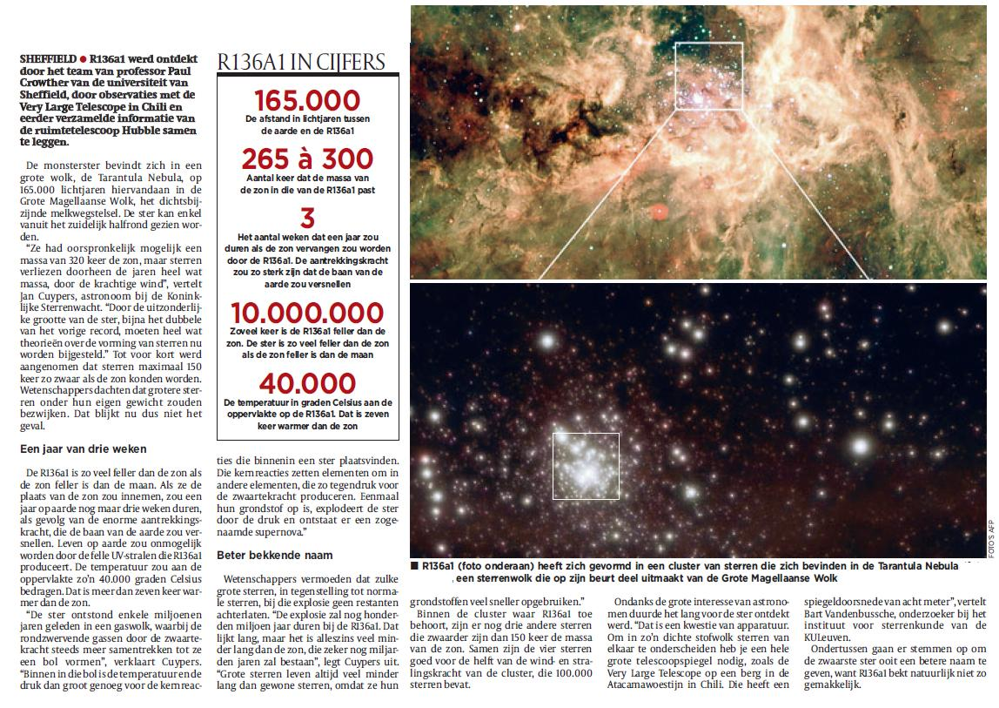 SHEFFIELD ● R136a1 werd ontdekt
door het team van professor Paul
Crowther van de universiteit van
Sheffield, door observaties met de
Very Large Telescope in Chili en
eerder verzamelde informatie van
de ruimtetelescoop Hubble samen
te leggen.
De monsterster bevindt zich in een
grote wolk, de Tarantula Nebula, op
165.000 lichtjaren hiervandaan in de
Grote Magellaanse Wolk, het dichtsbij-
zijnde melkwegstelsel. De ster kan enkel
vanuit het zuidelijk halfrond gezien wor-
den.
“Ze had oorspronkelijk mogelijk een
massa van 320 keer de zon, maar sterren
verliezen doorheen de jaren heel wat
massa, door de krachtige wind”, vertelt
Jan Cuypers, astronoom bij de Konink-
lijke Sterrenwacht. “Door de uitzonderlij-
ke grootte van de ster, bijna het dubbele
van het vorige record, moeten heel wat
theorieën over de vorming van sterren nu
worden bijgesteld.” Tot voor kort werd
aangenomen dat sterren maximaal 150
keer zo zwaar als de zon konden worden.
Wetenschappers dachten dat grotere ster-
ren onder hun eigen gewicht zouden
bezwijken. Dat blijkt nu dus niet het
geval.
Een jaar van drie weken
De R136a1 is zo veel feller dan de zon als
de zon feller is dan de maan. Als ze de
plaats van de zon zou innemen, zou een
jaar op aarde nog maar drie weken duren,
als gevolg van de enorme aantrekkings-
kracht, die de baan van de aarde zou ver-
snellen. Leven op aarde zou onmogelijk
worden door de felle UV-stralen die R136a1
produceert. De temperatuur zou aan de
oppervlakte zo’n 40.000 graden Celsius
bedragen. Dat is meer dan zeven keer war-
mer dan de zon.
“De ster ontstond enkele miljoenen
jaren geleden in een gaswolk, waarbij de
rondzwervende gassen door de zwaarte-
kracht steeds meer samentrekken tot ze
een bol vormen”, verklaart Cuypers.
“Binnen in die bol is de temperatuur en de
druk dan groot genoeg voor de kernreac-
R136A1 IN CIJFERS
165.000
De afstand in lichtjaren tussen
de aarde en de R136a1
265 à 300
Aantal keer dat de massa van
de zon in die van de R136a1 past
3
Het aantal weken dat een jaar zou
duren als de zon vervangen zou worden
door de R136a1. De aantrekkingskracht
zou zo sterk zijn dat de baan van de
aarde zou versnellen
10.000.000
Zoveel keer is de R136a1 feller dan de
zon. De ster is zo veel feller dan de zon
als de zon feller is dan de maan
40.000
De temperatuur in graden Celsius aan de
oppervlakte op de R136a1. Dat is zeven
keer warmer dan de zon
ties die binnenin een ster plaatsvinden.
Die kernreacties zetten elementen om in
andere elementen, die zo tegendruk voor
de zwaartekracht produceren. Eenmaal
hun grondstof op is, explodeert de ster
door de druk en ontstaat er een zoge-
naamde supernova.”
Beter bekkende naam
Wetenschappers vermoeden dat zulke
grote sterren, in tegenstelling tot norma-
le sterren, bij die explosie geen restanten
achterlaten. “De explosie zal nog honder-
den miljoen jaar duren bij de R136a1. Dat
lijkt lang, maar het is alleszins veel min-
der lang dan de zon, die zeker nog miljar-
den jaren zal bestaan”, legt Cuypers uit.
“Grote sterren leven altijd veel minder
lang dan gewone sterren, omdat ze hun
FOTO'S AFP
■ R136a1 (foto onderaan) heeft zich gevormd in een cluster van sterren die zich bevinden in de Tarantula Nebula
, een sterrenwolk die op zijn beurt deel uitmaakt van de Grote Magellaanse Wolk
grondstoffen veel sneller opgebruiken.”
Binnen de cluster waar R136a1 toe
behoort, zijn er nog drie andere sterren
die zwaarder zijn dan 150 keer de massa
van de zon. Samen zijn de vier sterren
goed voor de helft van de wind- en stra-
lingskracht van de cluster, die 100.000
sterren bevat.
Ondanks de grote interesse van astrono-
men duurde het lang voor de ster ontdekt
werd. “Dat is een kwestie van apparatuur.
Om in zo’n dichte stofwolk sterren van
elkaar te onderscheiden heb je een hele
grote telescoopspiegel nodig, zoals de
Very Large Telescope op een berg in de
Atacamawoestijn in Chili. Die heeft een
spiegeldoorsnede van acht meter”, vertelt
Bart Vandenbussche, onderzoeker bij het
instituut voor sterrenkunde van de
KULeuven.
Ondertussen gaan er stemmen op om
de zwaarste ster ooit een betere naam te
geven, want R136a1 bekt natuurlijk niet zo
gemakkelijk.